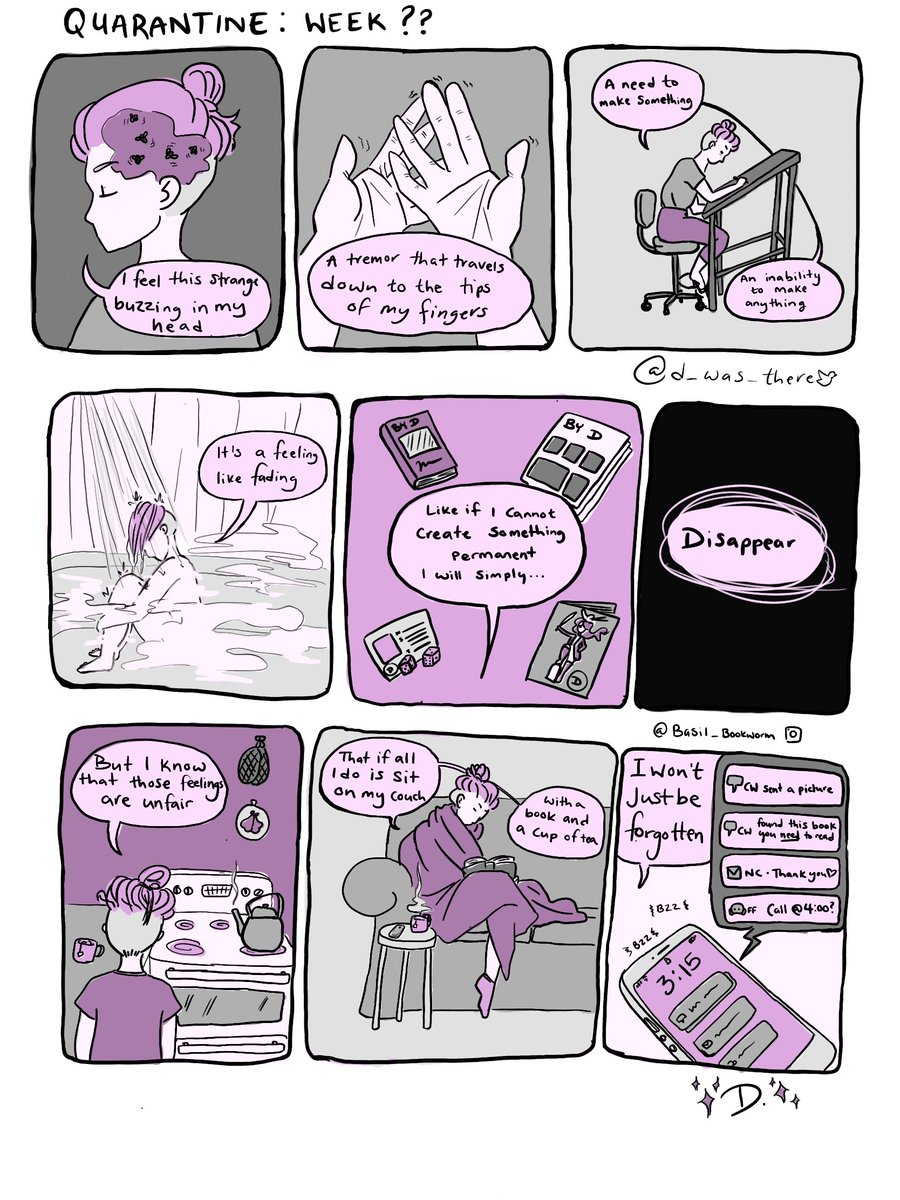 QUARANTINE: WEEK ??
I feel this strange
buzzing in my
head
A tremor that travels
down to the tips
of my fingers
A need to
make something
An inability
to make
anything
@d_was_there
It's a feeling
like fading
BY D
BY D
Like if I cannot
create something
permanent
I will simply...
D
D
Disappear
@Basil_Bookworm
But I know
that those feelings
are unfair
That if all
I do is sit
on my couch
with a
book and
a cup of tea
I won't
just be
forgotten
CW sent a picture
CW found this book
you need to read
NC · Thank you♡
FF Call @ 4:00?
BZZ
BZZ
3:15
D.